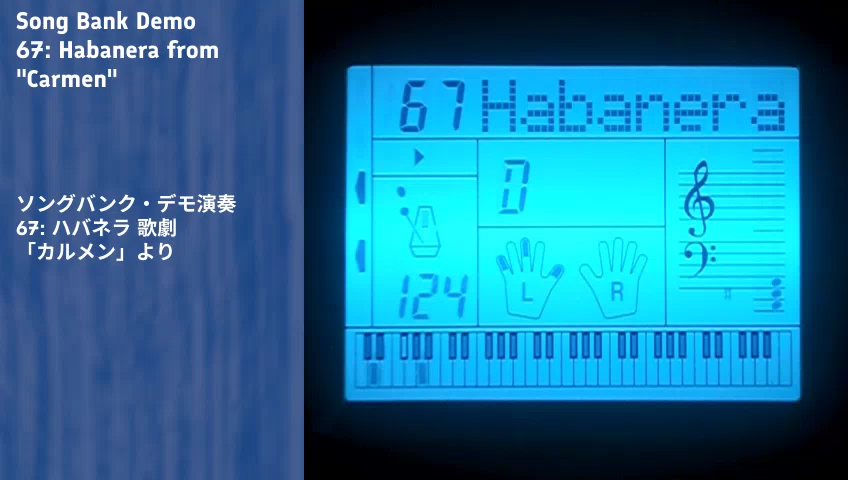 Song Bank Demo
67: Habanera from
"Carmen"
ソングバンク・デモ演奏
67: ハバネラ 歌劇
「カルメン」より
67 Habanera
0
124
L R